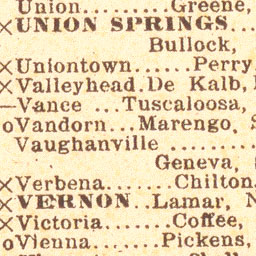 Union..........Greene,
×UNION SPRINGS...
Bullock,
×Uniontown......Perry
×Valleyhead.De Kalb,
—Vance ...Tuscaloosa,
oVandorn...Marengo, S
Vaughanville .........
Geneva,
×Verbena.......Chilton
×VERNON..Lamar, N
×Victoria.......Coffee,
oVienna.......Pickens,